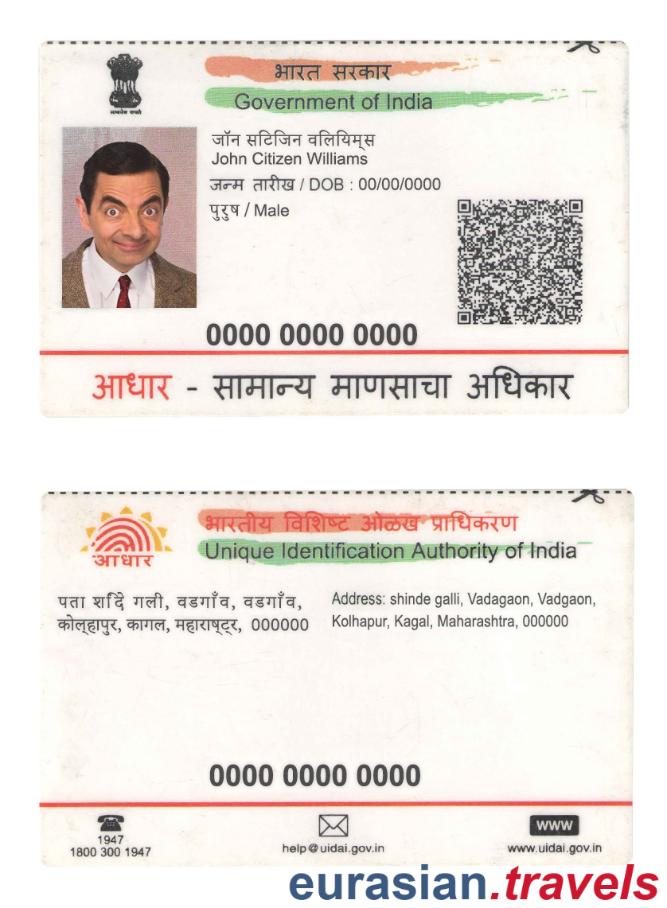 भारत सरकार
Government of India
जॉन सटिजिन वलियिम्स
John Citizen Williams
जन्म तारीख / DOB : 00/00/0000
पुरुष / Male
0000 0000 0000
आधार - सामान्य माणसाचा अधिकार
भारतीय विशिष्ट ओळख प्राधिकरण
Unique Identification Authority of India
आधार
पता शदिे गली, वडगाँव, वडगाँव,
कोल्हापुर, कागल, महाराष्ट्र, 000000
Address: shinde galli, Vadagaon, Vadgaon,
Kolhapur, Kagal, Maharashtra, 000000
0000 0000 0000
1947
1800 300 1947
help@uidai.gov.in
WWW
www.uidai.gov.in
eurasian.travels